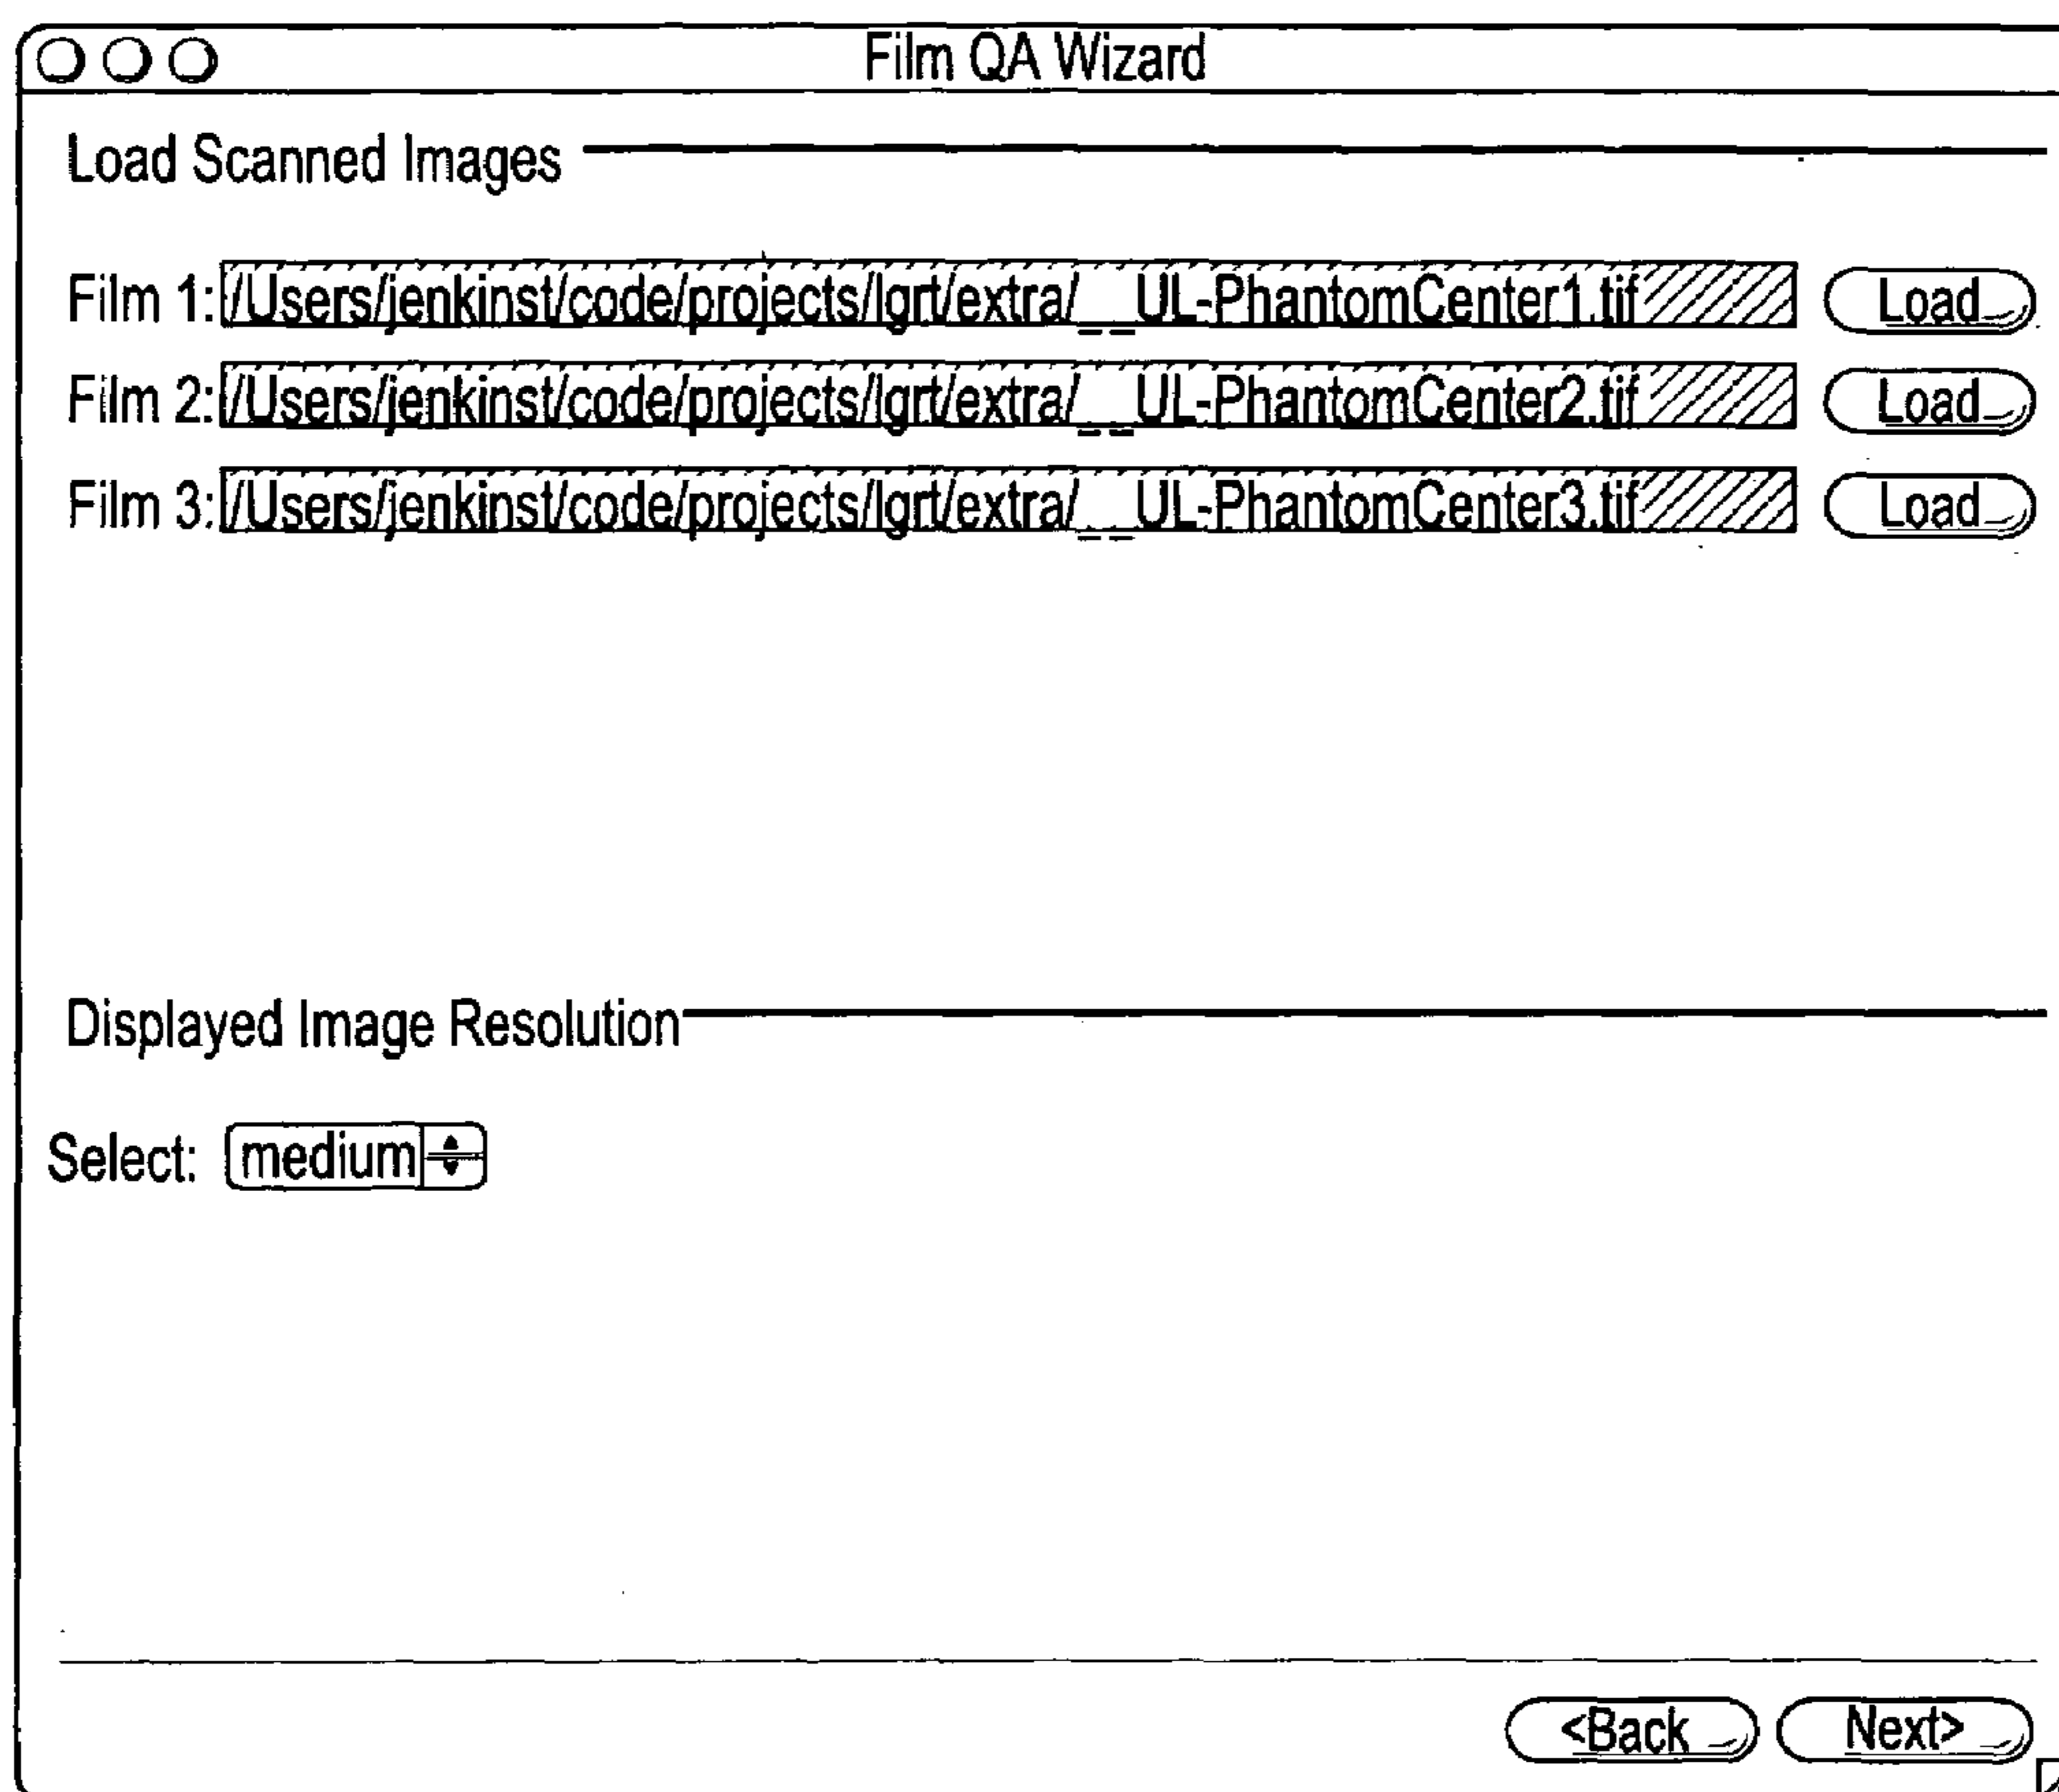 Film QA Wizard
Load Scanned Images
Film 1: /Users/jenkinst/code/projects/lgrt/extra/__UL-PhantomCenter1.tif Load
Film 2: /Users/jenkinst/code/projects/lgrt/extra/__UL-PhantomCenter2.tif Load
Film 3: /Users/jenkinst/code/projects/lgrt/extra/__UL-PhantomCenter3.tif Load
Displayed Image Resolution
Select: medium
<Back Next>